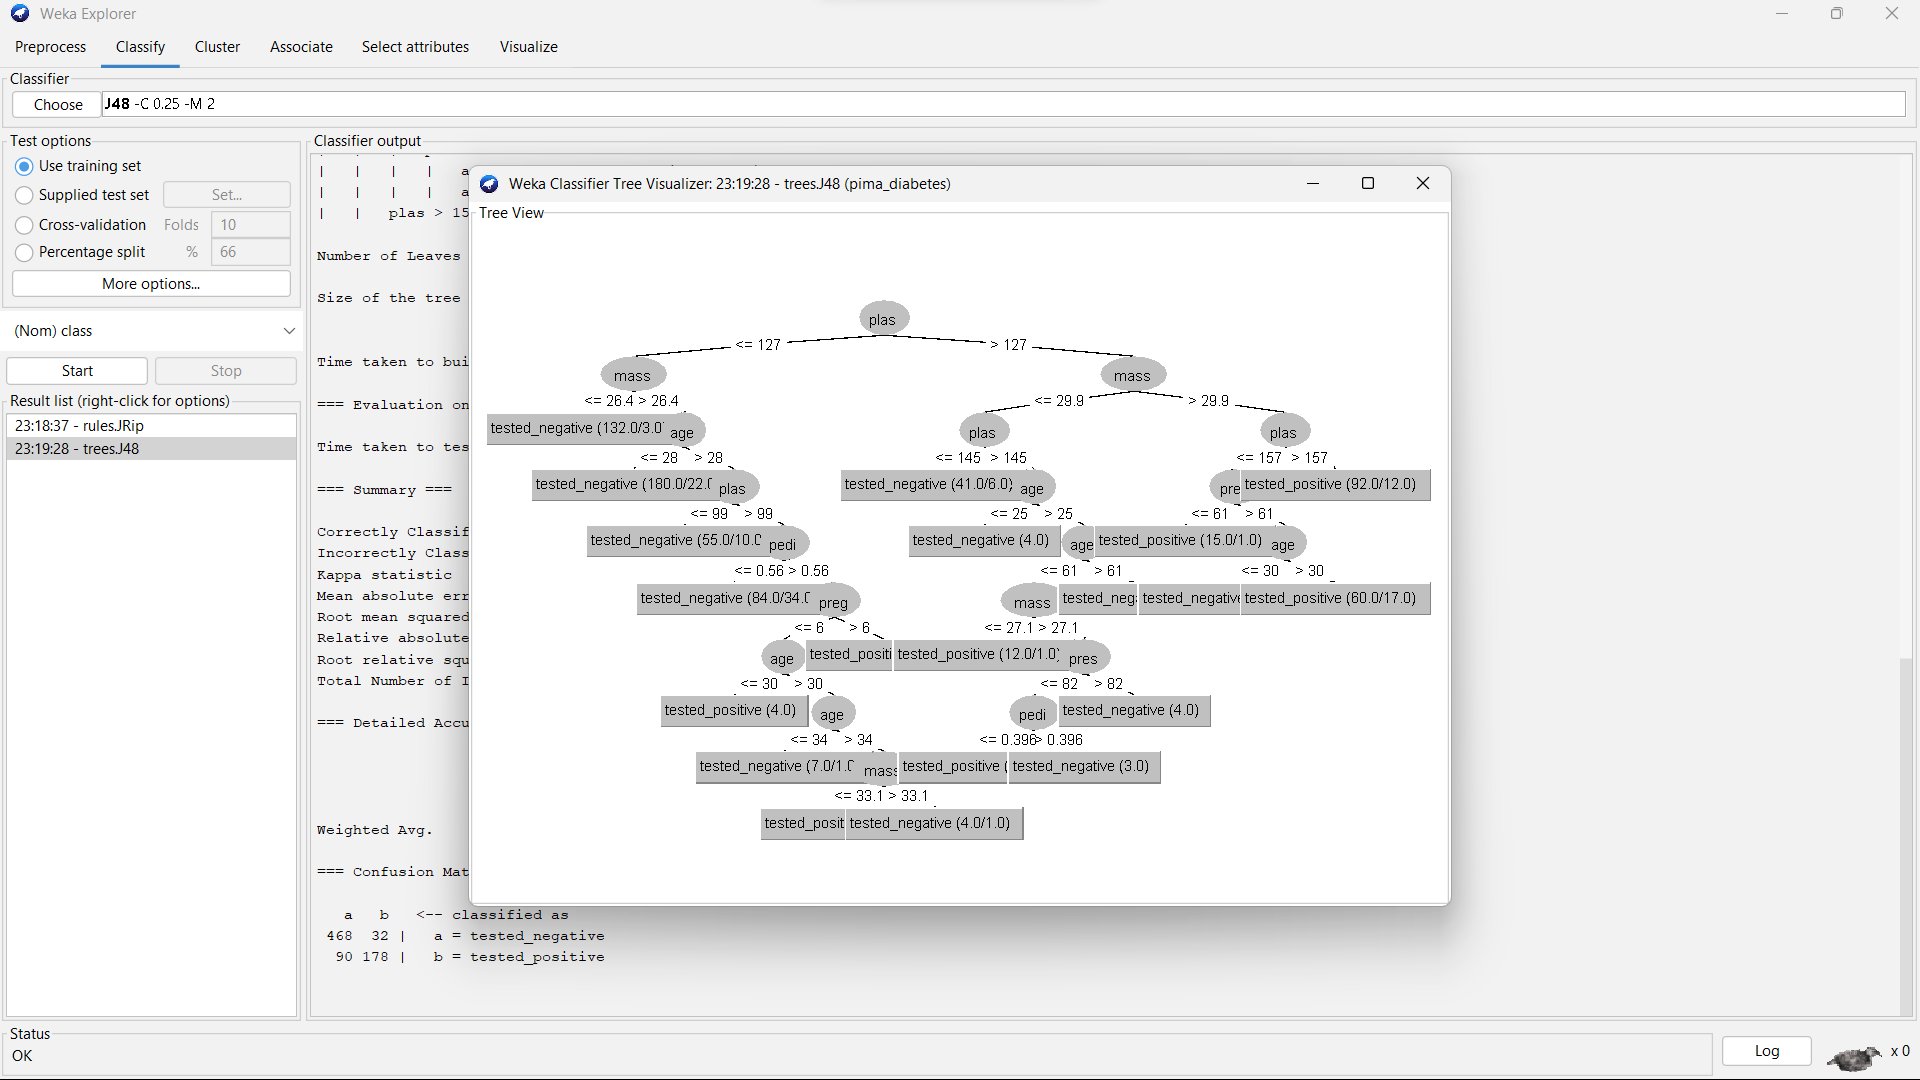 Weka Explorer
Preprocess Classify Cluster Associate Select attributes Visualize
Classifier
Choose J48 -C 0.25 -M 2
Test options
Use training set
Supplied test set Set...
Cross-validation Folds 10
Percentage split % 66
More options...
(Nom) class
Start Stop
Result list (right-click for options)
23:18:37 - rules.JRip
23:19:28 - trees.J48
Classifier output
| | | | a
| | | | a
| | plas > 15
Number of Leaves
Size of the tree
Time taken to bui
=== Evaluation on
Time taken to tes
=== Summary ===
Correctly Classif
Incorrectly Class
Kappa statistic
Mean absolute err
Root mean squared
Relative absolute
Root relative squ
Total Number of I
=== Detailed Accu
Weighted Avg.
=== Confusion Mat
a b <-- classified as
468 32 | a = tested_negative
90 178 | b = tested_positive
Weka Classifier Tree Visualizer: 23:19:28 - trees.J48 (pima_diabetes)
Tree View
plas
<= 127 > 127
mass mass
<= 26.4 > 26.4 <= 29.9 > 29.9
tested_negative (132.0/3.0 age plas plas
<= 28 > 28 <= 145 > 145 <= 157 > 157
tested_negative (180.0/22.0 plas tested_negative (41.0/6.0) age pre tested_positive (92.0/12.0)
<= 99 > 99 <= 25 > 25 <= 61 > 61
tested_negative (55.0/10.0 pedi tested_negative (4.0) age tested_positive (15.0/1.0) age
<= 0.56 > 0.56 <= 61 > 61 <= 30 > 30
tested_negative (84.0/34.0 preg mass tested_neg tested_negative tested_positive (60.0/17.0)
<= 6 > 6 <= 27.1 > 27.1
age tested_positi tested_positive (12.0/1.0) pres
<= 30 > 30 <= 82 > 82
tested_positive (4.0) age pedi tested_negative (4.0)
<= 34 > 34 <= 0.396 > 0.396
tested_negative (7.0/1.0 mass tested_positive ( tested_negative (3.0)
<= 33.1 > 33.1
tested_posit tested_negative (4.0/1.0)
Status
OK
Log x 0